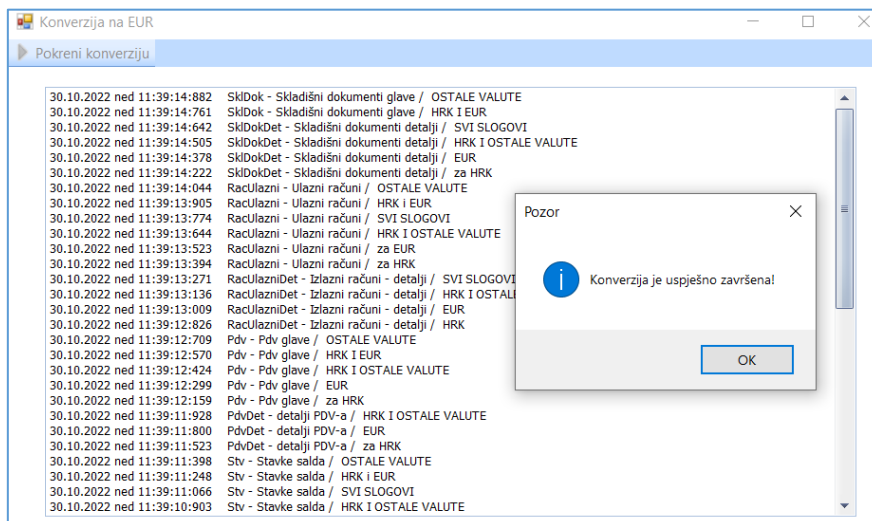 Konverzija na EUR
Pokreni konverziju
30.10.2022 ned 11:39:14:882 SklDok - Skladišni dokumenti glave / OSTALE VALUTE
30.10.2022 ned 11:39:14:761 SklDok - Skladišni dokumenti glave / HRK I EUR
30.10.2022 ned 11:39:14:642 SklDokDet - Skladišni dokumenti detalji / SVI SLOGOVI
30.10.2022 ned 11:39:14:505 SklDokDet - Skladišni dokumenti detalji / HRK I OSTALE VALUTE
30.10.2022 ned 11:39:14:378 SklDokDet - Skladišni dokumenti detalji / EUR
30.10.2022 ned 11:39:14:222 SklDokDet - Skladišni dokumenti detalji / za HRK
30.10.2022 ned 11:39:14:044 RacUlazni - Ulazni računi / OSTALE VALUTE
30.10.2022 ned 11:39:13:905 RacUlazni - Ulazni računi / HRK i EUR
30.10.2022 ned 11:39:13:774 RacUlazni - Ulazni računi / SVI SLOGOVI
30.10.2022 ned 11:39:13:644 RacUlazni - Ulazni računi / HRK I OSTALE VALUTE
30.10.2022 ned 11:39:13:523 RacUlazni - Ulazni računi / za EUR
30.10.2022 ned 11:39:13:394 RacUlazni - Ulazni računi / za HRK
30.10.2022 ned 11:39:13:271 RacUlazniDet - Izlazni računi - detalji / SVI SLOGOVI
30.10.2022 ned 11:39:13:136 RacUlazniDet - Izlazni računi - detalji / HRK I OSTAL
30.10.2022 ned 11:39:13:009 RacUlazniDet - Izlazni računi - detalji / EUR
30.10.2022 ned 11:39:12:826 RacUlazniDet - Izlazni računi - detalji / HRK
30.10.2022 ned 11:39:12:709 Pdv - Pdv glave / OSTALE VALUTE
30.10.2022 ned 11:39:12:570 Pdv - Pdv glave / HRK I EUR
30.10.2022 ned 11:39:12:424 Pdv - Pdv glave / HRK I OSTALE VALUTE
30.10.2022 ned 11:39:12:299 Pdv - Pdv glave / EUR
30.10.2022 ned 11:39:12:159 Pdv - Pdv glave / za HRK
30.10.2022 ned 11:39:11:928 PdvDet - detalji PDV-a / HRK I OSTALE VALUTE
30.10.2022 ned 11:39:11:800 PdvDet - detalji PDV-a / EUR
30.10.2022 ned 11:39:11:523 PdvDet - detalji PDV-a / za HRK
30.10.2022 ned 11:39:11:398 Stv - Stavke salda / OSTALE VALUTE
30.10.2022 ned 11:39:11:248 Stv - Stavke salda / HRK i EUR
30.10.2022 ned 11:39:11:066 Stv - Stavke salda / SVI SLOGOVI
30.10.2022 ned 11:39:10:903 Stv - Stavke salda / HRK I OSTALE VALUTE
Pozor
Konverzija je uspješno završena!
OK